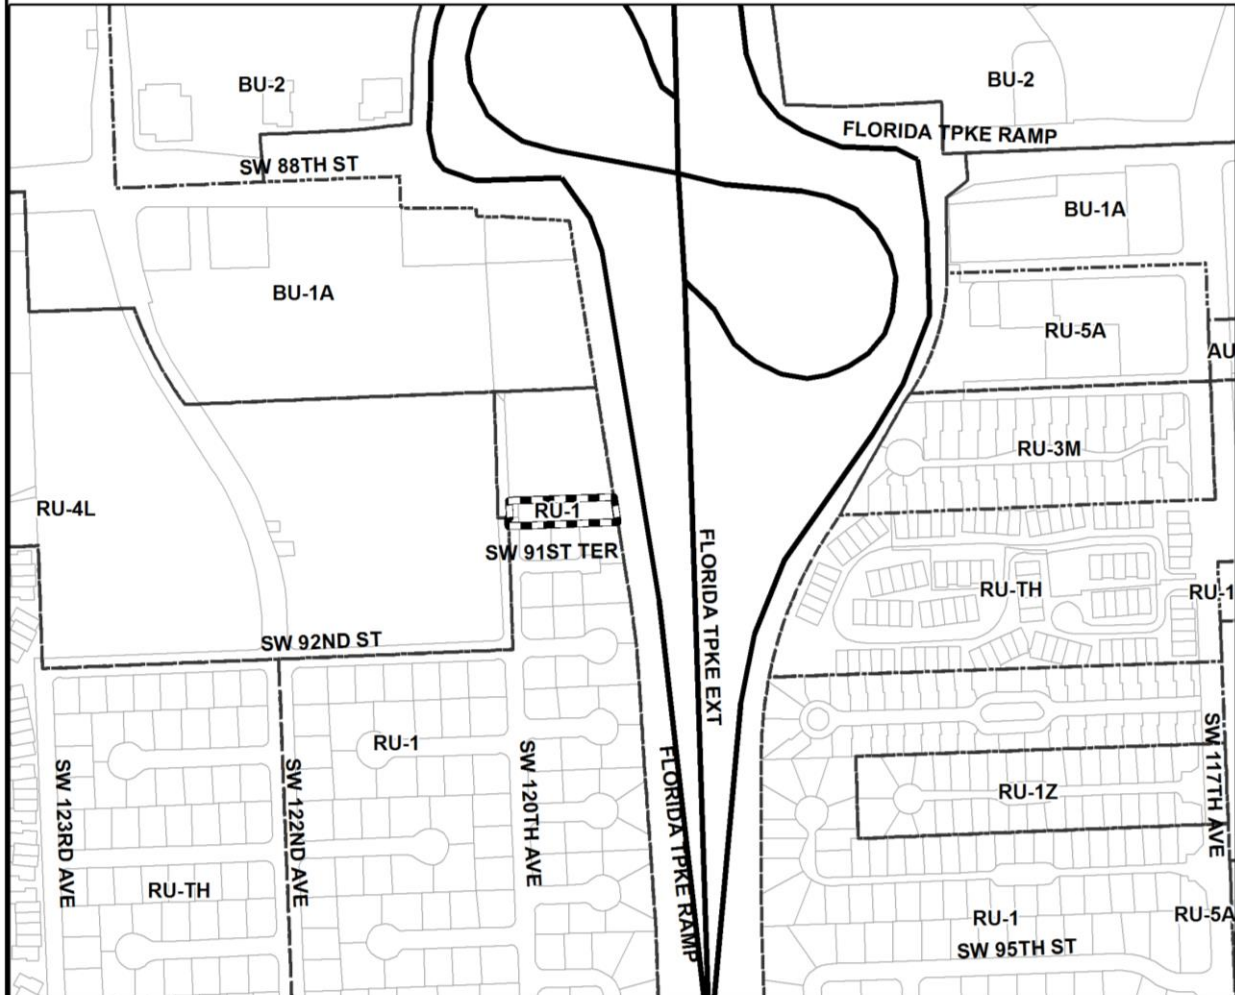 BU-2
BU-2
FLORIDA TPKE RAMP
SW 88TH ST
BU-1A
BU-1A
RU-5A
AU
RU-3M
RU-4L
RU-1
SW 91ST TER
FLORIDA TPKE EXT
RU-TH
RU-1
SW 92ND ST
RU-1
SW 123RD AVE
SW 122ND AVE
SW 120TH AVE
FLORIDA TPKE RAMP
SW 117TH AVE
RU-1Z
RU-TH
RU-1
RU-5A
SW 95TH ST